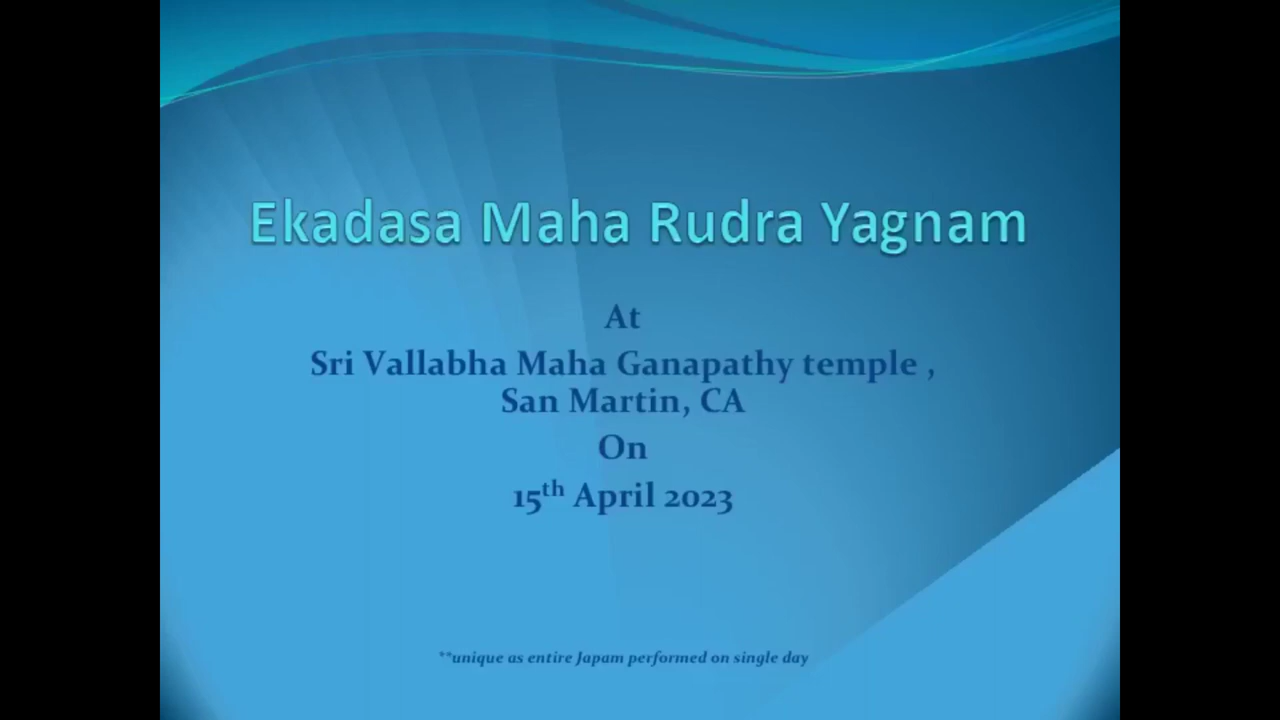 Ekadasa Maha Rudra Yagnam
At
Sri Vallabha Maha Ganapathy temple ,
San Martin, CA
On
15th April 2023
**unique as entire Japam performed on single day